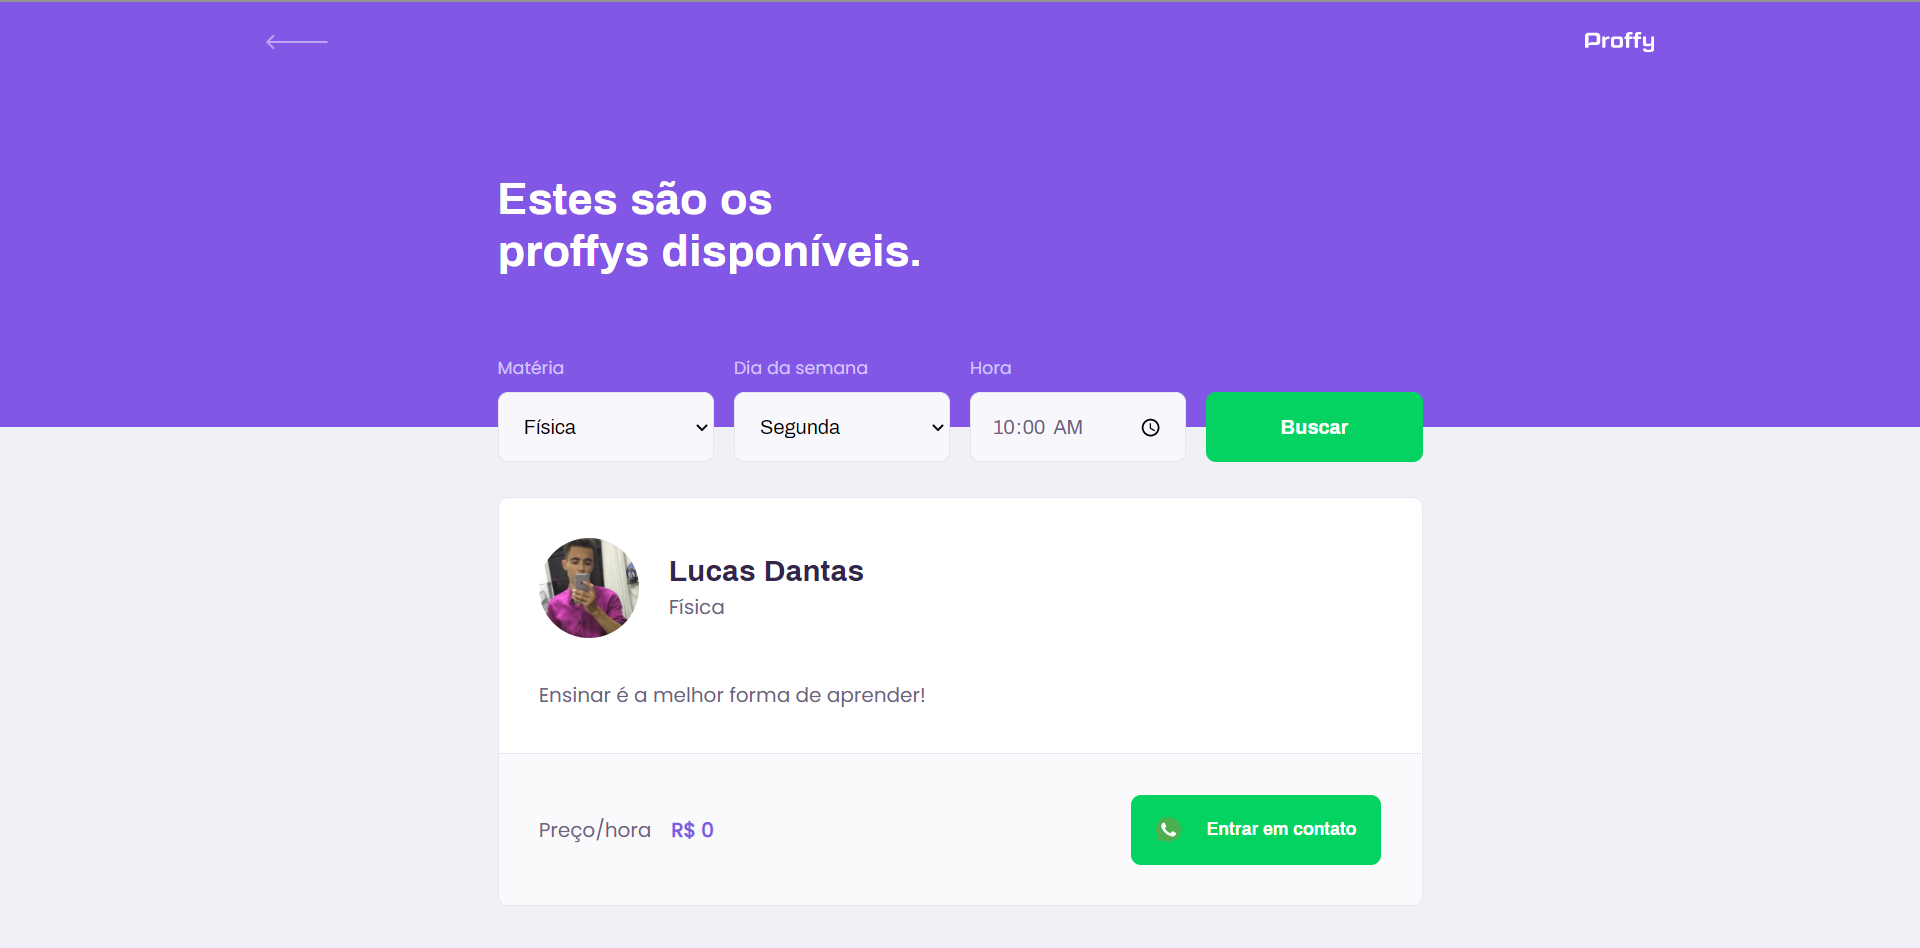 Proffy
Estes são os
proffys disponíveis.
Matéria
Dia da semana
Hora
Física
Segunda
10:00 AM
Buscar
Lucas Dantas
Física
Ensinar é a melhor forma de aprender!
Preço/hora R$ 0
Entrar em contato